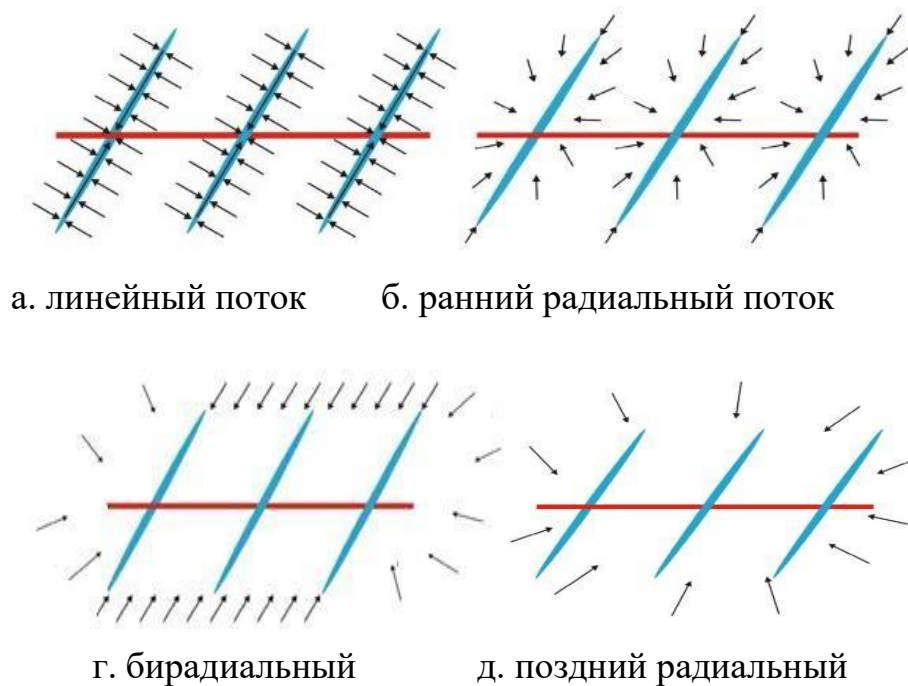 а. линейный поток б. ранний радиальный поток
г. бирадиальный д. поздний радиальный